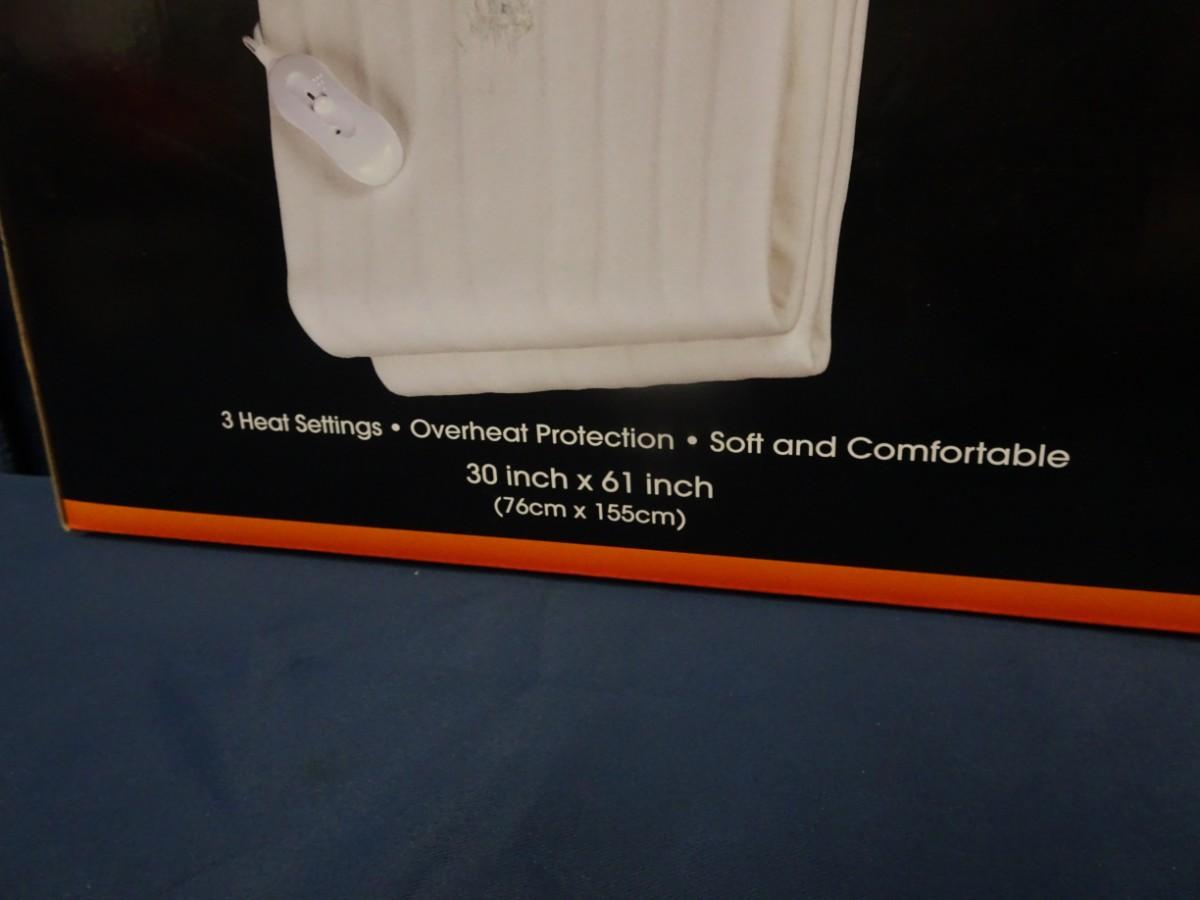 3 Heat Settings • Overheat Protection • Soft and Comfortable
30 inch x 61 inch
(76cm x 155cm)